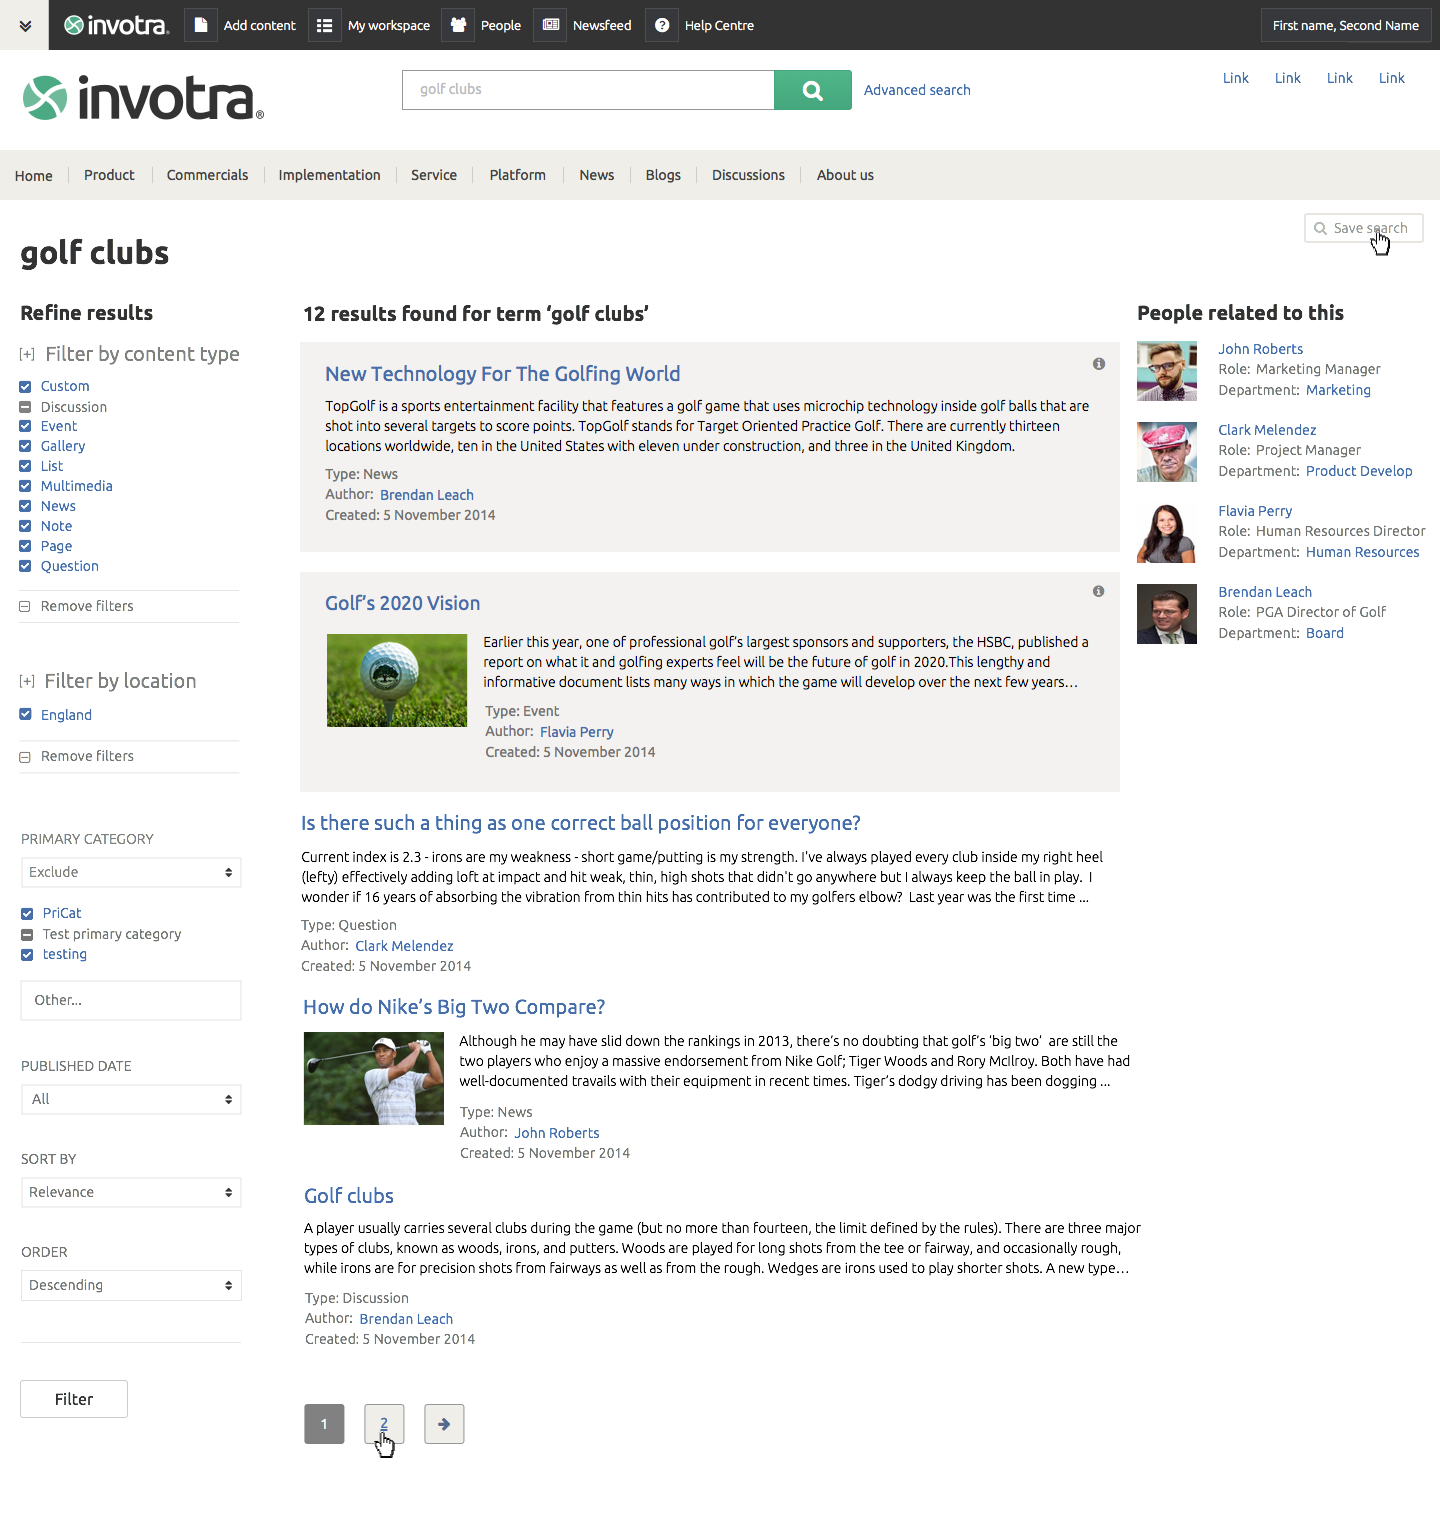 invotra® Add content My workspace People Newsfeed Help Centre First name, Second Name
invotra®
golf clubs
Advanced search
Link Link Link Link
Home Product Commercials Implementation Service Platform News Blogs Discussions About us
Save search
golf clubs
Refine results
[+] Filter by content type
Custom
Discussion
Event
Gallery
List
Multimedia
News
Note
Page
Question
Remove filters
[+] Filter by location
England
Remove filters
PRIMARY CATEGORY
Exclude
PriCat
Test primary category
testing
Other...
PUBLISHED DATE
All
SORT BY
Relevance
ORDER
Descending
Filter
12 results found for term ‘golf clubs’
New Technology For The Golfing World
TopGolf is a sports entertainment facility that features a golf game that uses microchip technology inside golf balls that are
shot into several targets to score points. TopGolf stands for Target Oriented Practice Golf. There are currently thirteen
locations worldwide, ten in the United States with eleven under construction, and three in the United Kingdom.
Type: News
Author: Brendan Leach
Created: 5 November 2014
Golf’s 2020 Vision
Earlier this year, one of professional golf’s largest sponsors and supporters, the HSBC, published a
report on what it and golfing experts feel will be the future of golf in 2020.This lengthy and
informative document lists many ways in which the game will develop over the next few years…
Type: Event
Author: Flavia Perry
Created: 5 November 2014
Is there such a thing as one correct ball position for everyone?
Current index is 2.3 - irons are my weakness - short game/putting is my strength. I've always played every club inside my right heel
(lefty) effectively adding loft at impact and hit weak, thin, high shots that didn't go anywhere but I always keep the ball in play. I
wonder if 16 years of absorbing the vibration from thin hits has contributed to my golfers elbow? Last year was the first time ...
Type: Question
Author: Clark Melendez
Created: 5 November 2014
How do Nike’s Big Two Compare?
Although he may have slid down the rankings in 2013, there’s no doubting that golf’s ‘big two’ are still the
two players who enjoy a massive endorsement from Nike Golf; Tiger Woods and Rory McIlroy. Both have had
well-documented travails with their equipment in recent times. Tiger’s dodgy driving has been dogging ...
Type: News
Author: John Roberts
Created: 5 November 2014
Golf clubs
A player usually carries several clubs during the game (but no more than fourteen, the limit defined by the rules). There are three major
types of clubs, known as woods, irons, and putters. Woods are played for long shots from the tee or fairway, and occasionally rough,
while irons are for precision shots from fairways as well as from the rough. Wedges are irons used to play shorter shots. A new type…
Type: Discussion
Author: Brendan Leach
Created: 5 November 2014
1 2
People related to this
John Roberts
Role: Marketing Manager
Department: Marketing
Clark Melendez
Role: Project Manager
Department: Product Develop
Flavia Perry
Role: Human Resources Director
Department: Human Resources
Brendan Leach
Role: PGA Director of Golf
Department: Board